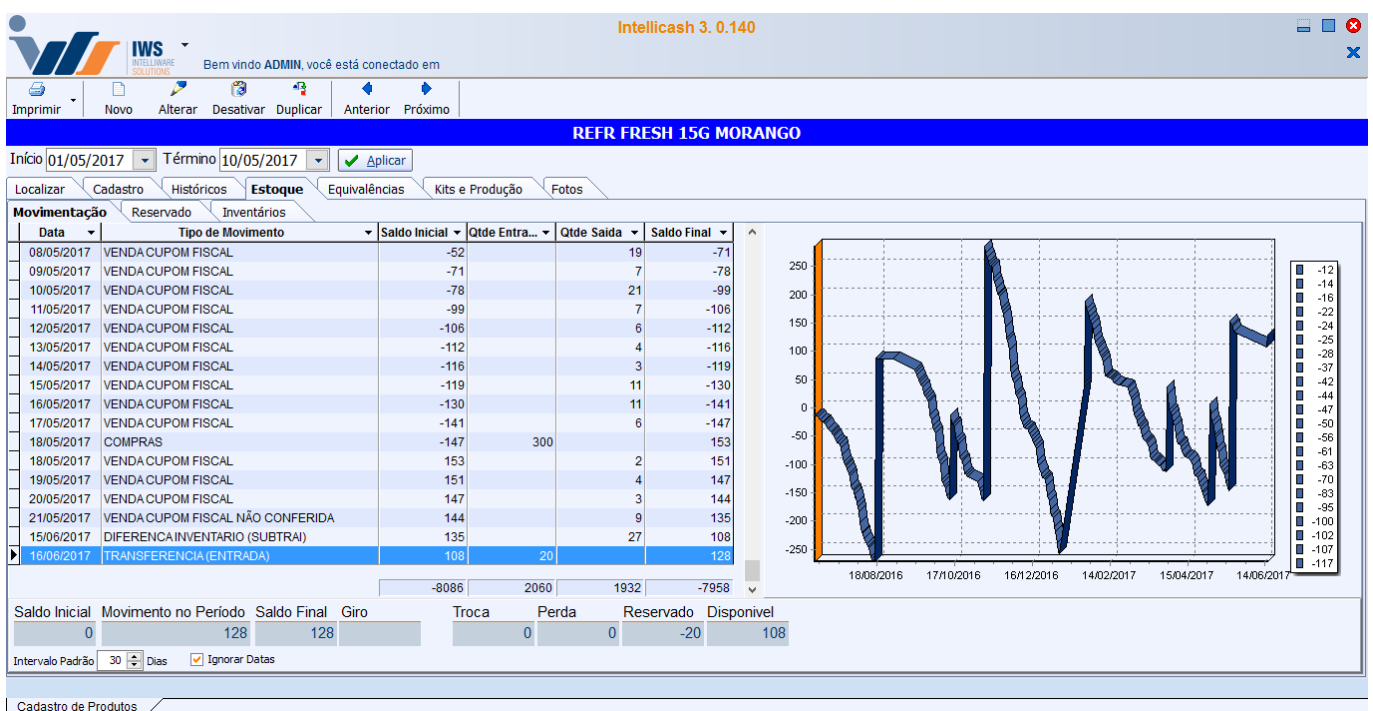 Intellicash 3. 0.140
IWS
INTELLIWARE
SOLUTIONS
Bem vindo ADMIN, você está conectado em
Imprimir Novo Alterar Desativar Duplicar Anterior Próximo
REFR FRESH 15G MORANGO
Início 01/05/2017 Término 10/05/2017 Aplicar
Localizar Cadastro Históricos Estoque Equivalências Kits e Produção Fotos
Movimentação Reservado Inventários
Data Tipo de Movimento Saldo Inicial Qtde Entra... Qtde Saida Saldo Final
08/05/2017 VENDA CUPOM FISCAL -52 19 -71
09/05/2017 VENDA CUPOM FISCAL -71 7 -78
10/05/2017 VENDA CUPOM FISCAL -78 21 -99
11/05/2017 VENDA CUPOM FISCAL -99 7 -106
12/05/2017 VENDA CUPOM FISCAL -106 6 -112
13/05/2017 VENDA CUPOM FISCAL -112 4 -116
14/05/2017 VENDA CUPOM FISCAL -116 3 -119
15/05/2017 VENDA CUPOM FISCAL -119 11 -130
16/05/2017 VENDA CUPOM FISCAL -130 11 -141
17/05/2017 VENDA CUPOM FISCAL -141 6 -147
18/05/2017 COMPRAS -147 300 153
18/05/2017 VENDA CUPOM FISCAL 153 2 151
19/05/2017 VENDA CUPOM FISCAL 151 4 147
20/05/2017 VENDA CUPOM FISCAL 147 3 144
21/05/2017 VENDA CUPOM FISCAL NÃO CONFERIDA 144 9 135
15/06/2017 DIFERENCA INVENTARIO (SUBTRAI) 135 27 108
16/06/2017 TRANSFERENCIA (ENTRADA) 108 20 128
-8086 2060 1932 -7958
250
200
150
100
50
0
-50
-100
-150
-200
-250
18/08/2016 17/10/2016 16/12/2016 14/02/2017 15/04/2017 14/06/2017
-12
-14
-16
-22
-24
-25
-28
-37
-42
-44
-47
-50
-56
-61
-63
-70
-83
-95
-100
-102
-107
-117
Saldo Inicial Movimento no Período Saldo Final Giro Troca Perda Reservado Disponivel
0 128 128 0 0 -20 108
Intervalo Padrão 30 Dias Ignorar Datas
Cadastro de Produtos